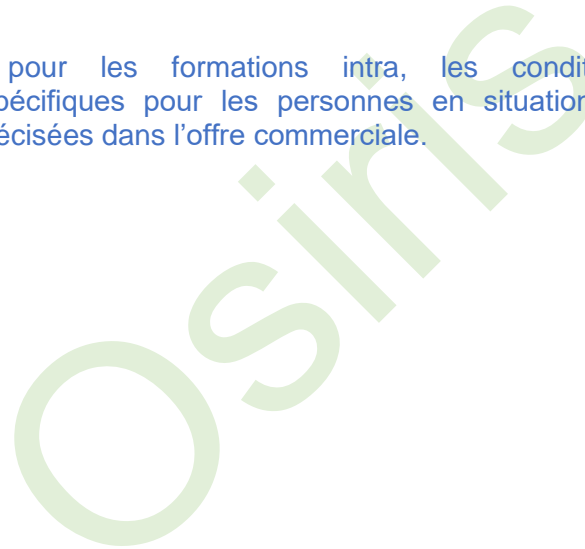 pour les formations intra, les condit
pécifiques pour les personnes en situation
écisées dans l'offre commerciale.
Osiris